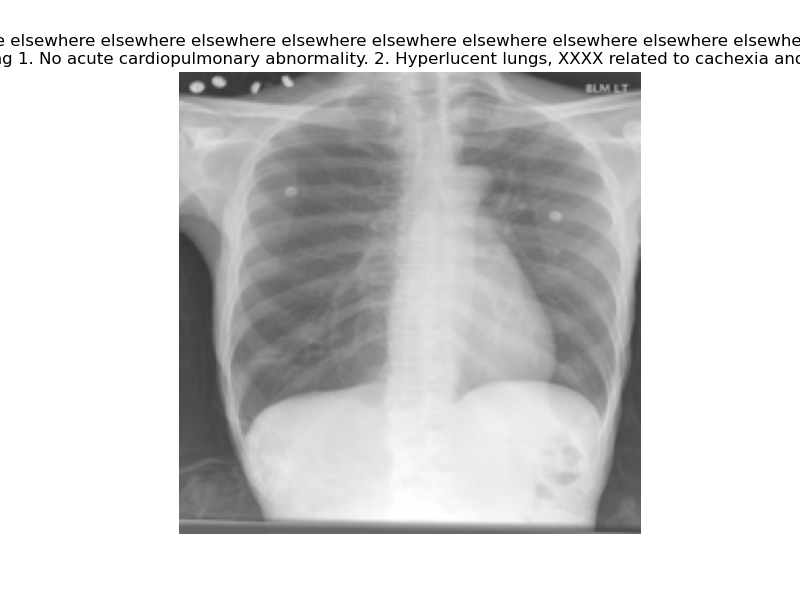 e elsewhere elsewhere elsewhere elsewhere elsewhere elsewhere elsewhere elsewhere elsewhe
g 1. No acute cardiopulmonary abnormality. 2. Hyperlucent lungs, XXXX related to cachexia and
LT